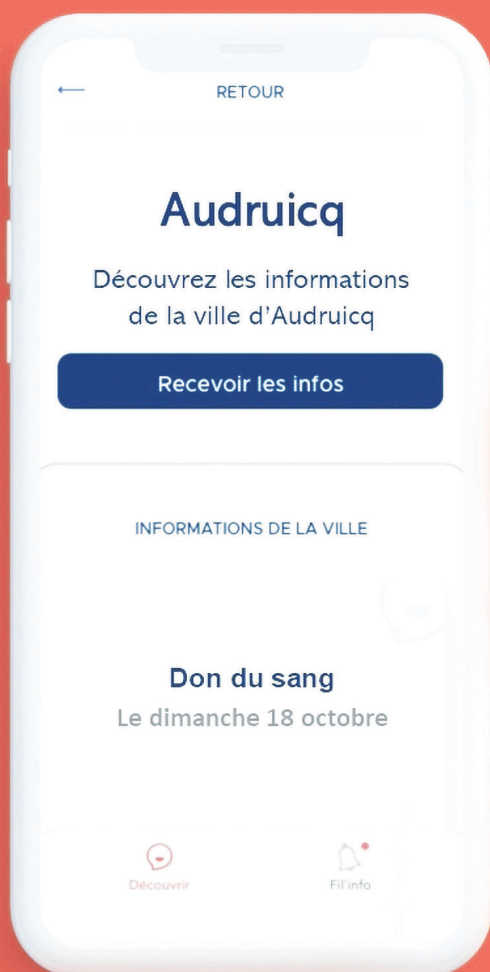 RETOUR
Audruicq
Découvrez les informations
de la ville d'Audruicq
Recevoir les infos
INFORMATIONS DE LA VILLE
Don du sang
Le dimanche 18 octobre
Découvrir
Fil'info